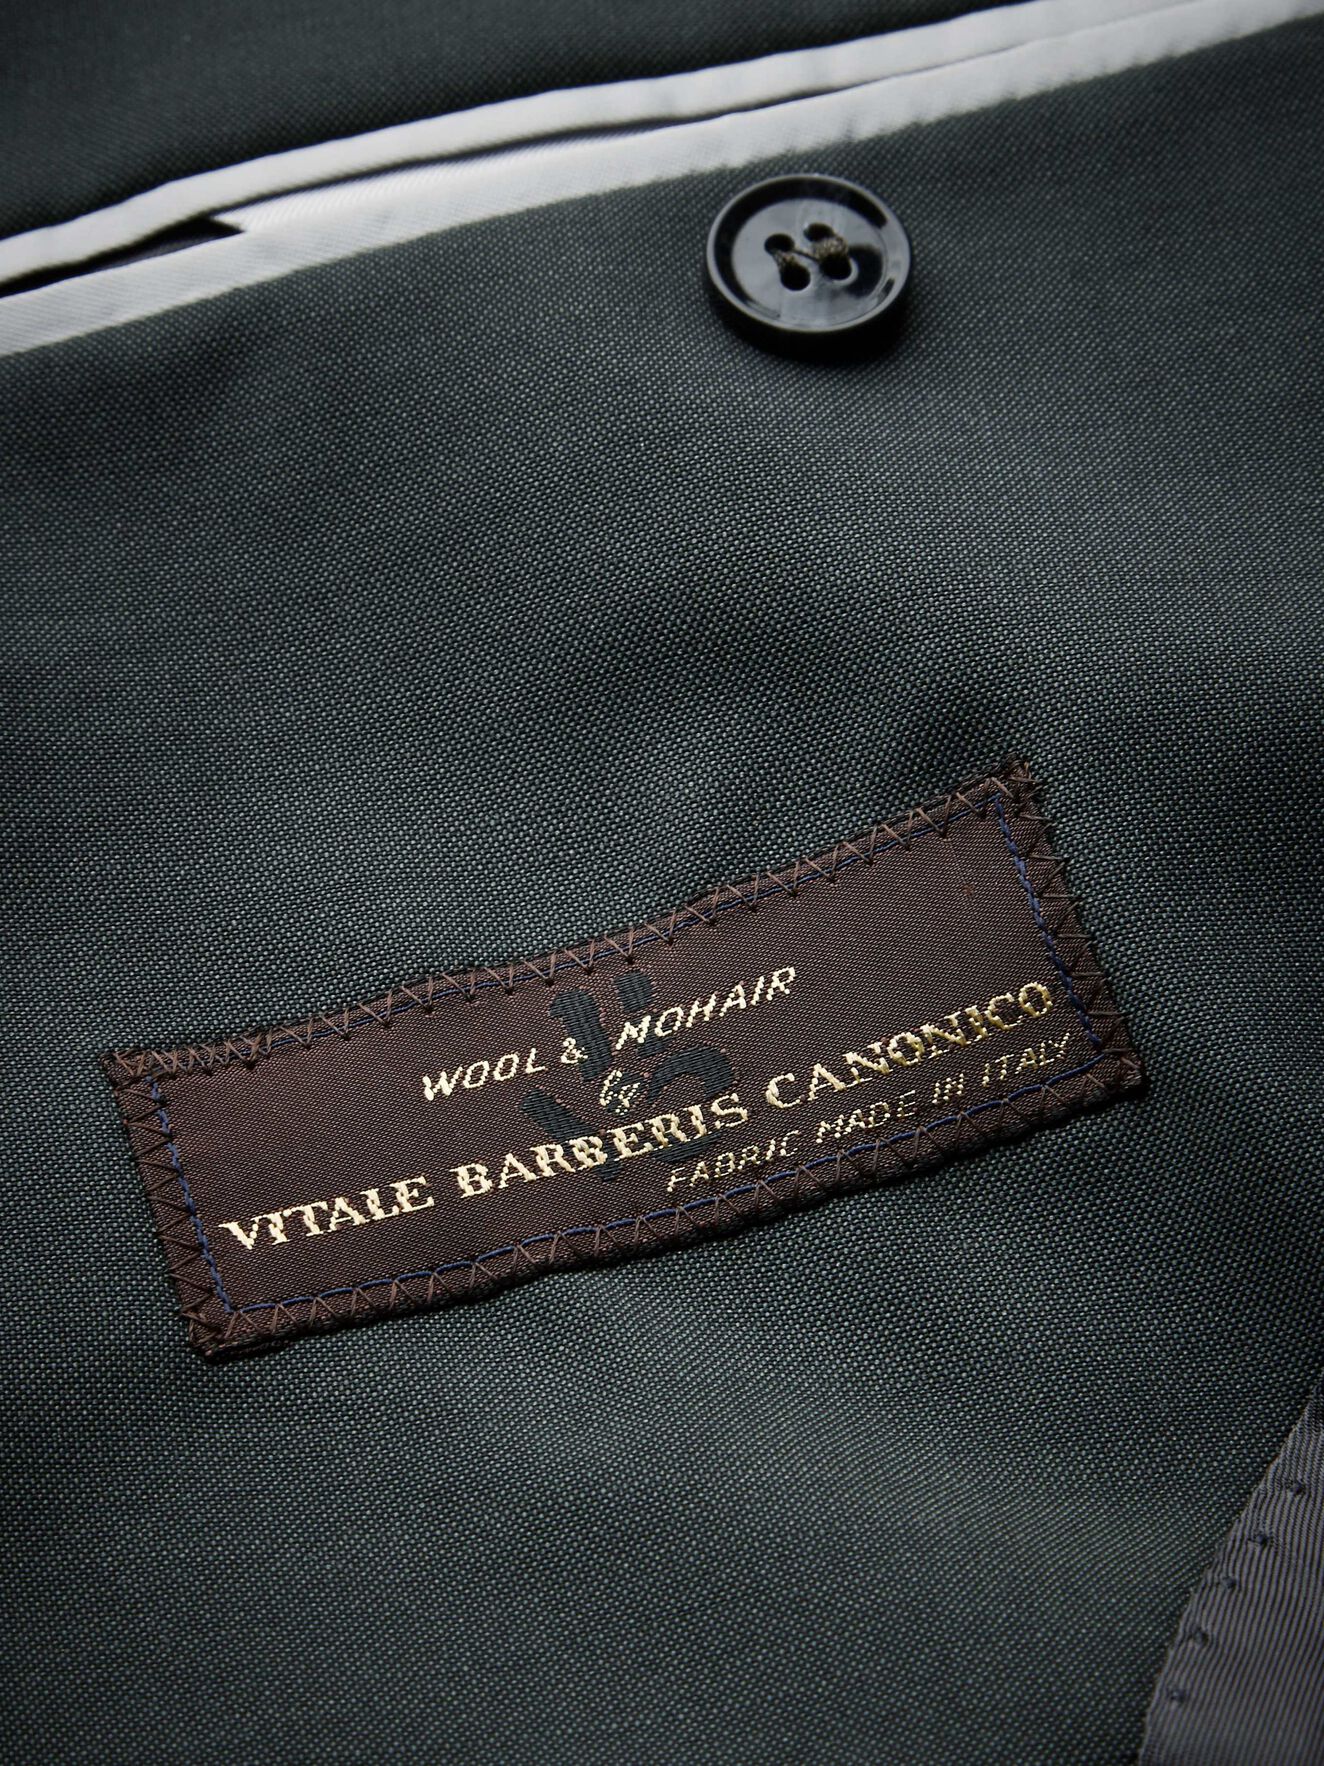 WOOL & MOHAIR
by
VITALE BARBERIS CANONICO
FABRIC MADE IN ITALY